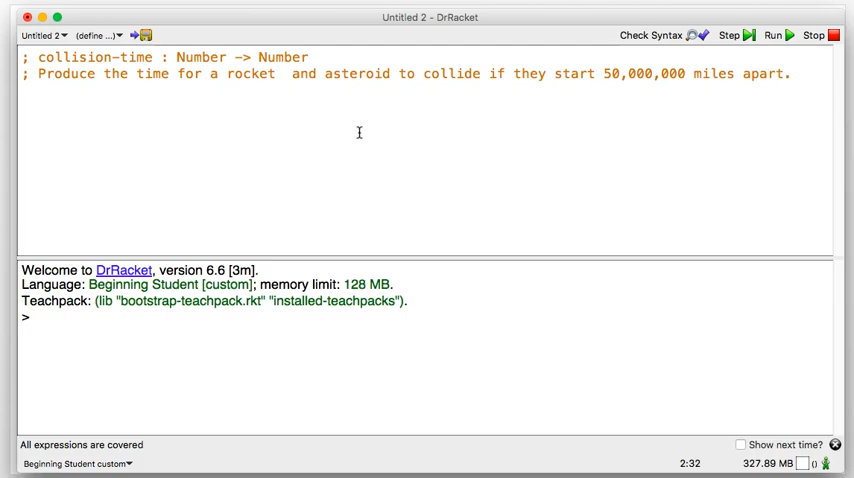 Untitled 2 - DrRacket
Untitled 2▾ (define ...)▾ Check Syntax Step Run Stop
; collision-time : Number -> Number
; Produce the time for a rocket  and asteroid to collide if they start 50,000,000 miles apart.
Welcome to DrRacket, version 6.6 [3m].
Language: Beginning Student [custom]; memory limit: 128 MB.
Teachpack: (lib "bootstrap-teachpack.rkt" "installed-teachpacks").
>
All expressions are covered Show next time?
Beginning Student custom▾ 2:32 327.89 MB ()